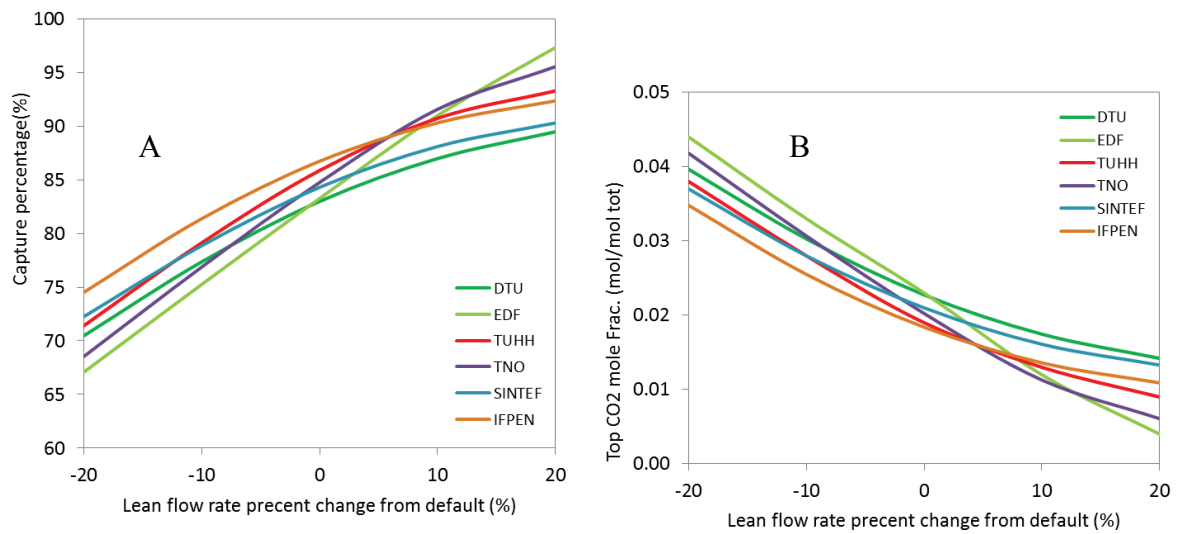 100
95
90
85
80
75
70
65
60
Capture percentage(%)
A
DTU
EDF
TUHH
TNO
SINTEF
IFPEN
-20 -10 0 10 20
Lean flow rate precent change from default (%)
0.05
0.04
0.03
0.02
0.01
0.00
Top CO2 mole Frac. (mol/mol tot)
B
DTU
EDF
TUHH
TNO
SINTEF
IFPEN
-20 -10 0 10 20
Lean flow rate precent change from default (%)